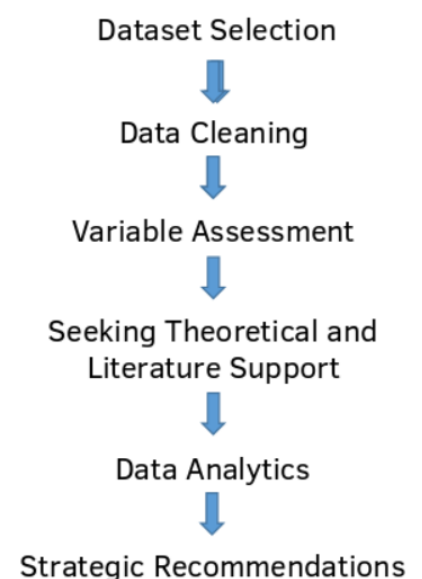 Dataset Selection
Data Cleaning
Variable Assessment
Seeking Theoretical and
Literature Support
Data Analytics
Strategic Recommendations